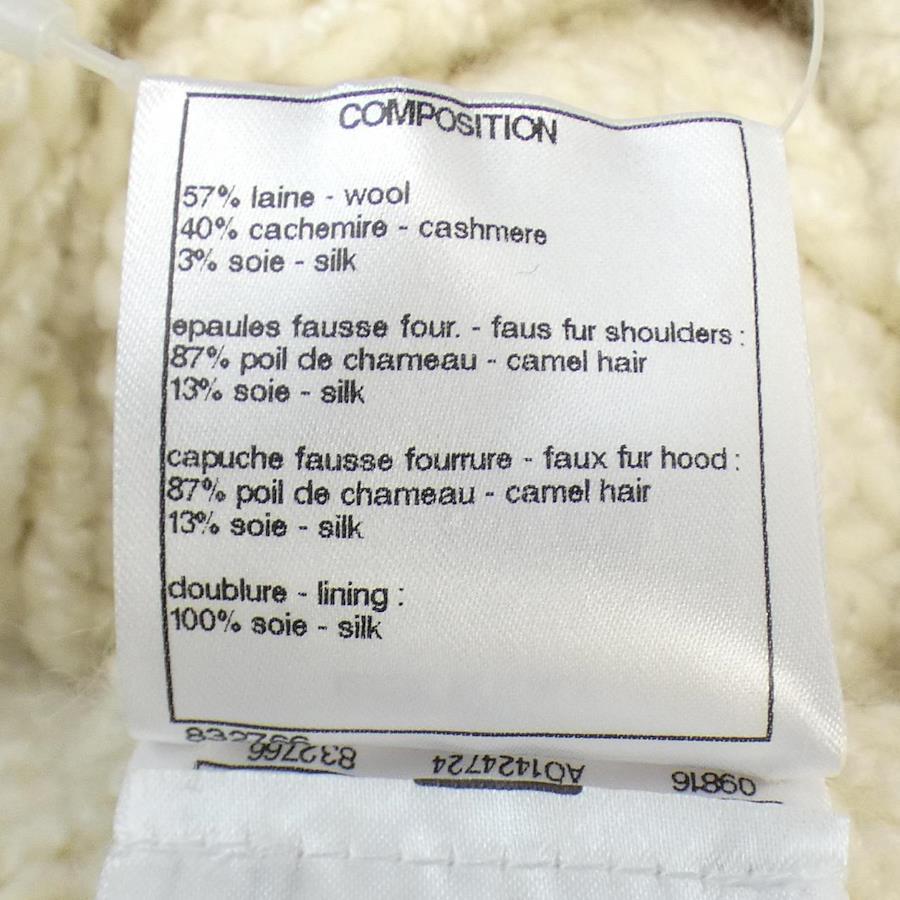 COMPOSITION
57% laine - wool
40% cachemire - cashmere
3% soie - silk
epaules fausse four. - faus fur shoulders :
87% poil de chameau - camel hair
13% soie - silk
capuche fausse fourrure - faux fur hood :
87% poil de chameau - camel hair
13% soie - silk
doublure - lining :
100% soie - silk
09816 A01424724 832766